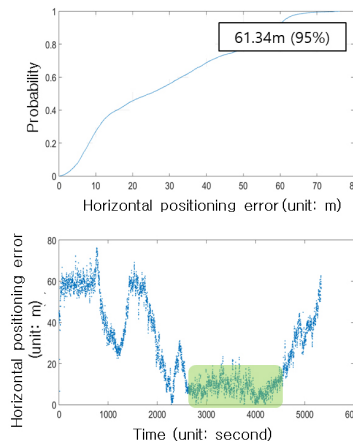 1
0.8
0.6
0.4
0.2
0
61.34m (95%)
Probability
0 10 20 30 40 50 60 70 80
Horizontal positioning error(unit: m)
80
60
40
20
0
Horizontal positioning error
(unit: m)
0 1000 2000 3000 4000 5000 600
Time (unit: second)